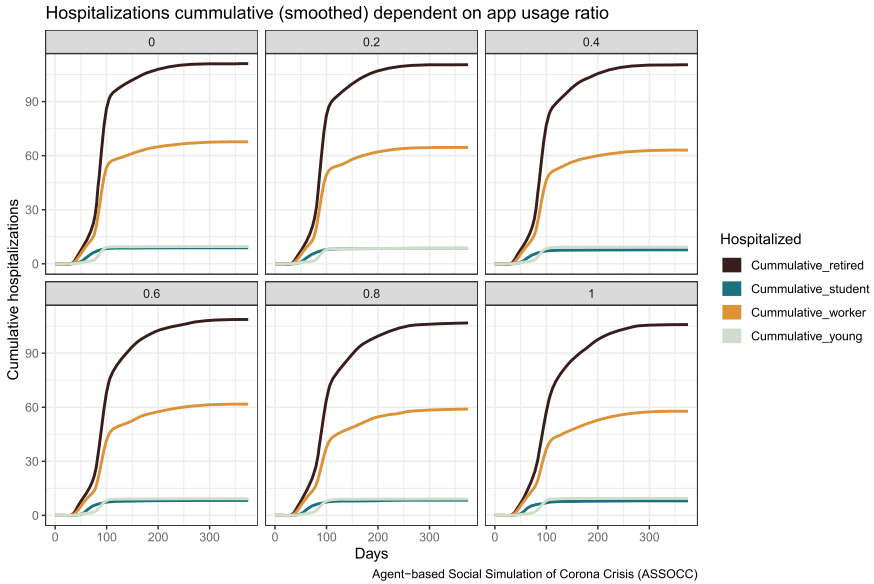 Hospitalizations cummulative (smoothed) dependent on app usage ratio
0 0.2 0.4
90
60
30
0
0.6 0.8 1
90
60
30
0
0 100 200 300 0 100 200 300 0 100 200 300
Days
Cumulative hospitalizations
Hospitalized
Cummulative_retired
Cummulative_student
Cummulative_worker
Cummulative_young
Agent−based Social Simulation of Corona Crisis (ASSOCC)